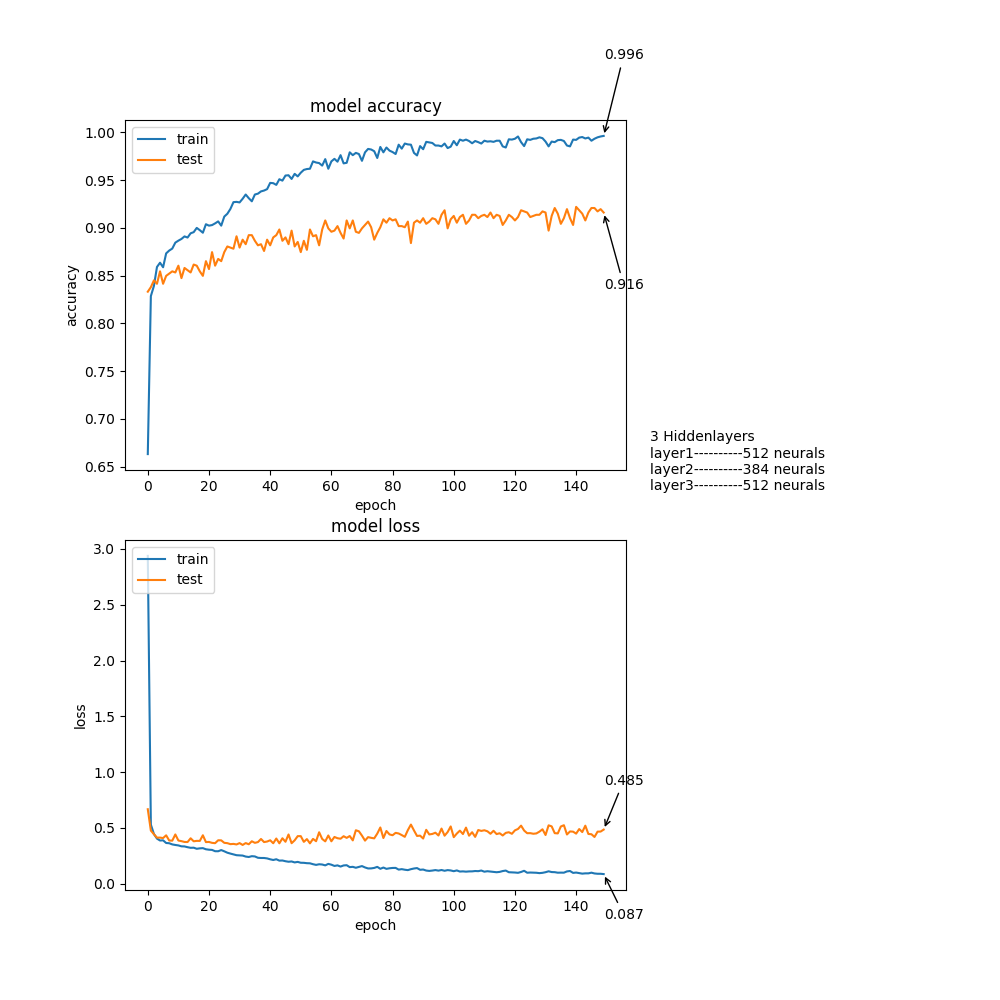 0.996
model accuracy
train
test
1.00
0.95
0.90
0.85
0.80
0.75
0.70
0.65
accuracy
0.916
0 20 40 60 80 100 120 140
epoch
3 Hiddenlayers
layer1----------512 neurals
layer2----------384 neurals
layer3----------512 neurals
model loss
train
test
3.0
2.5
2.0
1.5
1.0
0.5
0.0
loss
0.485
0.087
0 20 40 60 80 100 120 140
epoch